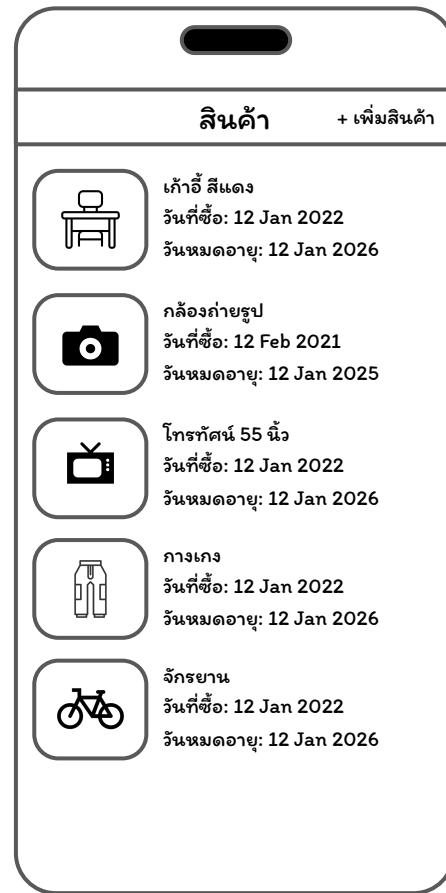 สินค้า
+ เพิ่มสินค้า
เก้าอี้ สีแดง
วันที่ซื้อ: 12 Jan 2022
วันหมดอายุ: 12 Jan 2026
กล้องถ่ายรูป
วันที่ซื้อ: 12 Feb 2021
วันหมดอายุ: 12 Jan 2025
โทรทัศน์ 55 นิ้ว
วันที่ซื้อ: 12 Jan 2022
วันหมดอายุ: 12 Jan 2026
กางเกง
วันที่ซื้อ: 12 Jan 2022
วันหมดอายุ: 12 Jan 2026
จักรยาน
วันที่ซื้อ: 12 Jan 2022
วันหมดอายุ: 12 Jan 2026